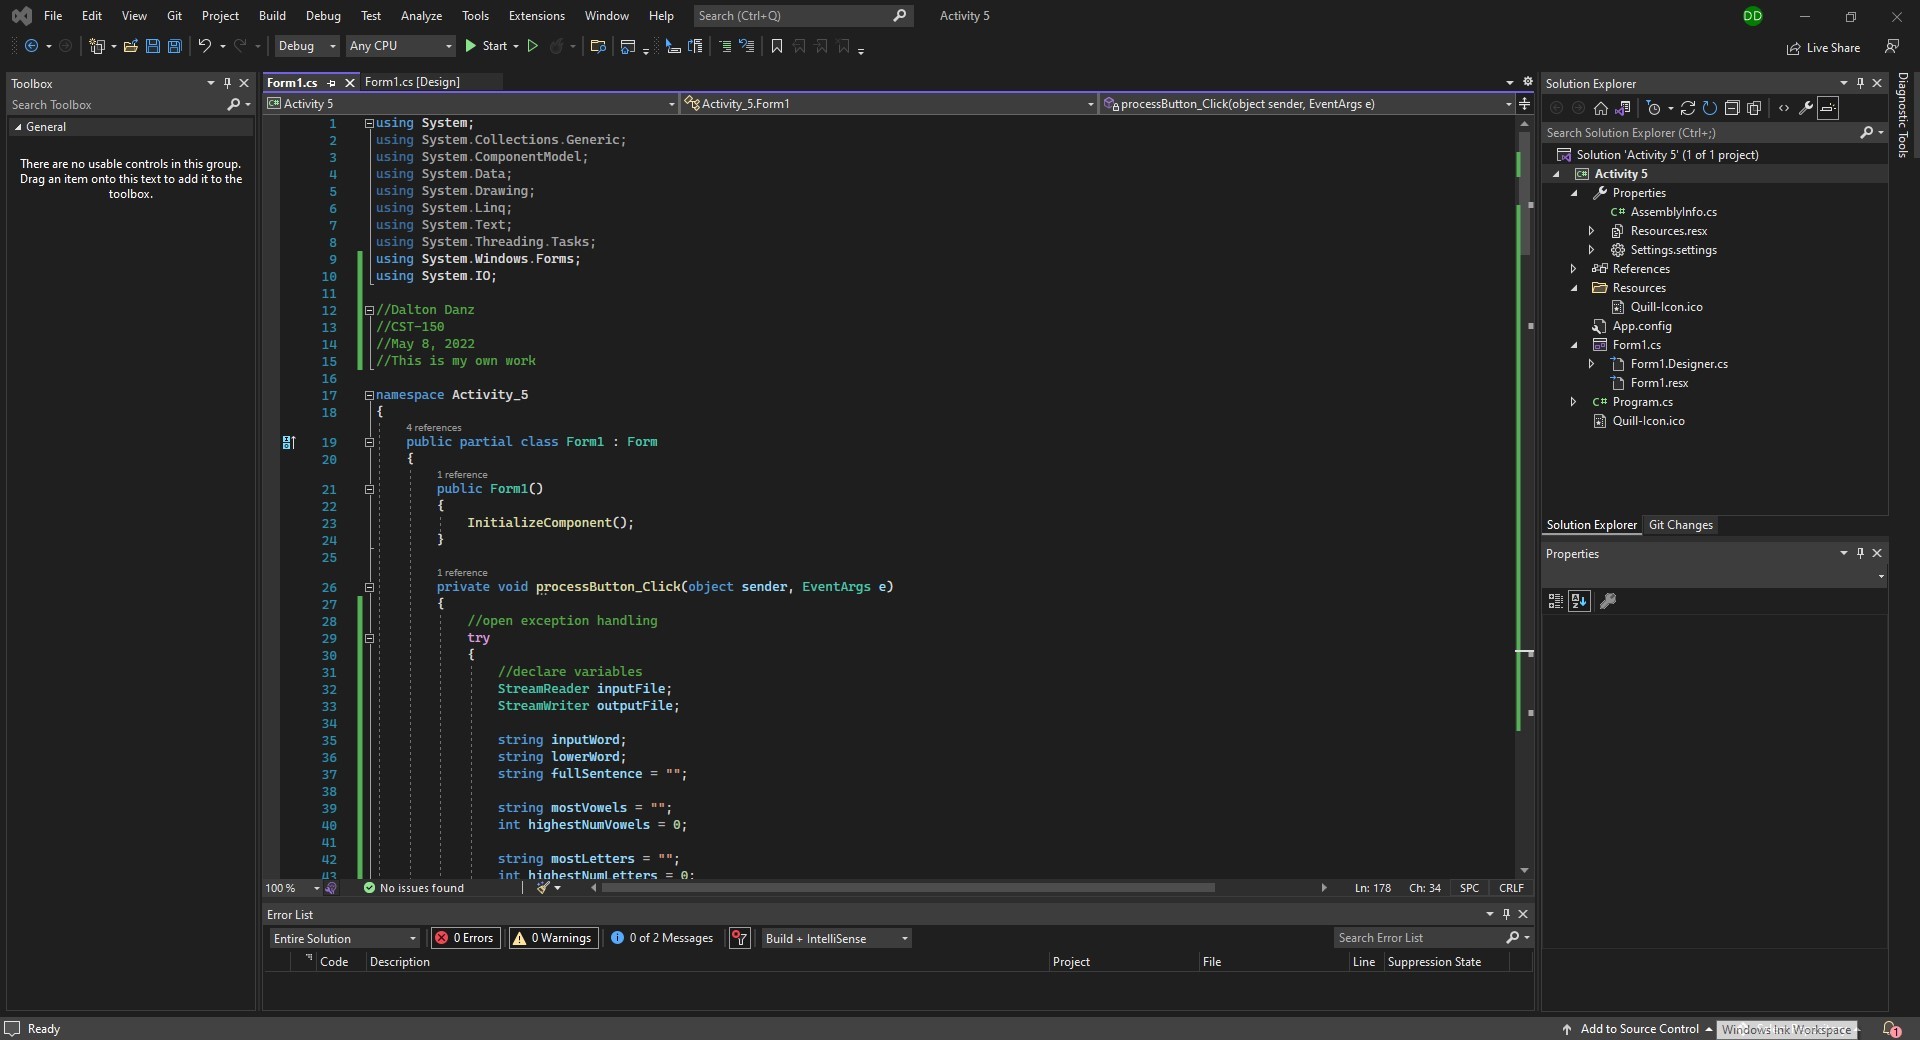 File Edit View Git Project Build Debug Test Analyze Tools Extensions Window Help Search (Ctrl+Q) Activity 5 DD
Debug Any CPU Start Live Share
Toolbox
Search Toolbox
General
There are no usable controls in this group.
Drag an item onto this text to add it to the
toolbox.
Form1.cs Form1.cs [Design]
C# Activity 5 Activity_5.Form1 processButton_Click(object sender, EventArgs e)
1 using System;
2 using System.Collections.Generic;
3 using System.ComponentModel;
4 using System.Data;
5 using System.Drawing;
6 using System.Linq;
7 using System.Text;
8 using System.Threading.Tasks;
9 using System.Windows.Forms;
10 using System.IO;
11
12 //Dalton Danz
13 //CST-150
14 //May 8, 2022
15 //This is my own work
16
17 namespace Activity_5
18 {
4 references
19 public partial class Form1 : Form
20 {
1 reference
21 public Form1()
22 {
23 InitializeComponent();
24 }
25
1 reference
26 private void processButton_Click(object sender, EventArgs e)
27 {
28 //open exception handling
29 try
30 {
31 //declare variables
32 StreamReader inputFile;
33 StreamWriter outputFile;
34
35 string inputWord;
36 string lowerWord;
37 string fullSentence = "";
38
39 string mostVowels = "";
40 int highestNumVowels = 0;
41
42 string mostLetters = "";
43 int highestNumLetters = 0;
100 % No issues found Ln: 178 Ch: 34 SPC CRLF
Error List
Entire Solution 0 Errors 0 Warnings 0 of 2 Messages Build + IntelliSense Search Error List
Code Description Project File Line Suppression State
Solution Explorer
Search Solution Explorer (Ctrl+;)
Solution 'Activity 5' (1 of 1 project)
C# Activity 5
Properties
C# AssemblyInfo.cs
Resources.resx
Settings.settings
References
Resources
Quill-Icon.ico
App.config
Form1.cs
Form1.Designer.cs
Form1.resx
C# Program.cs
Quill-Icon.ico
Solution Explorer Git Changes
Properties
Diagnostic Tools
Ready Add to Source Control Windows Ink Workspace 1